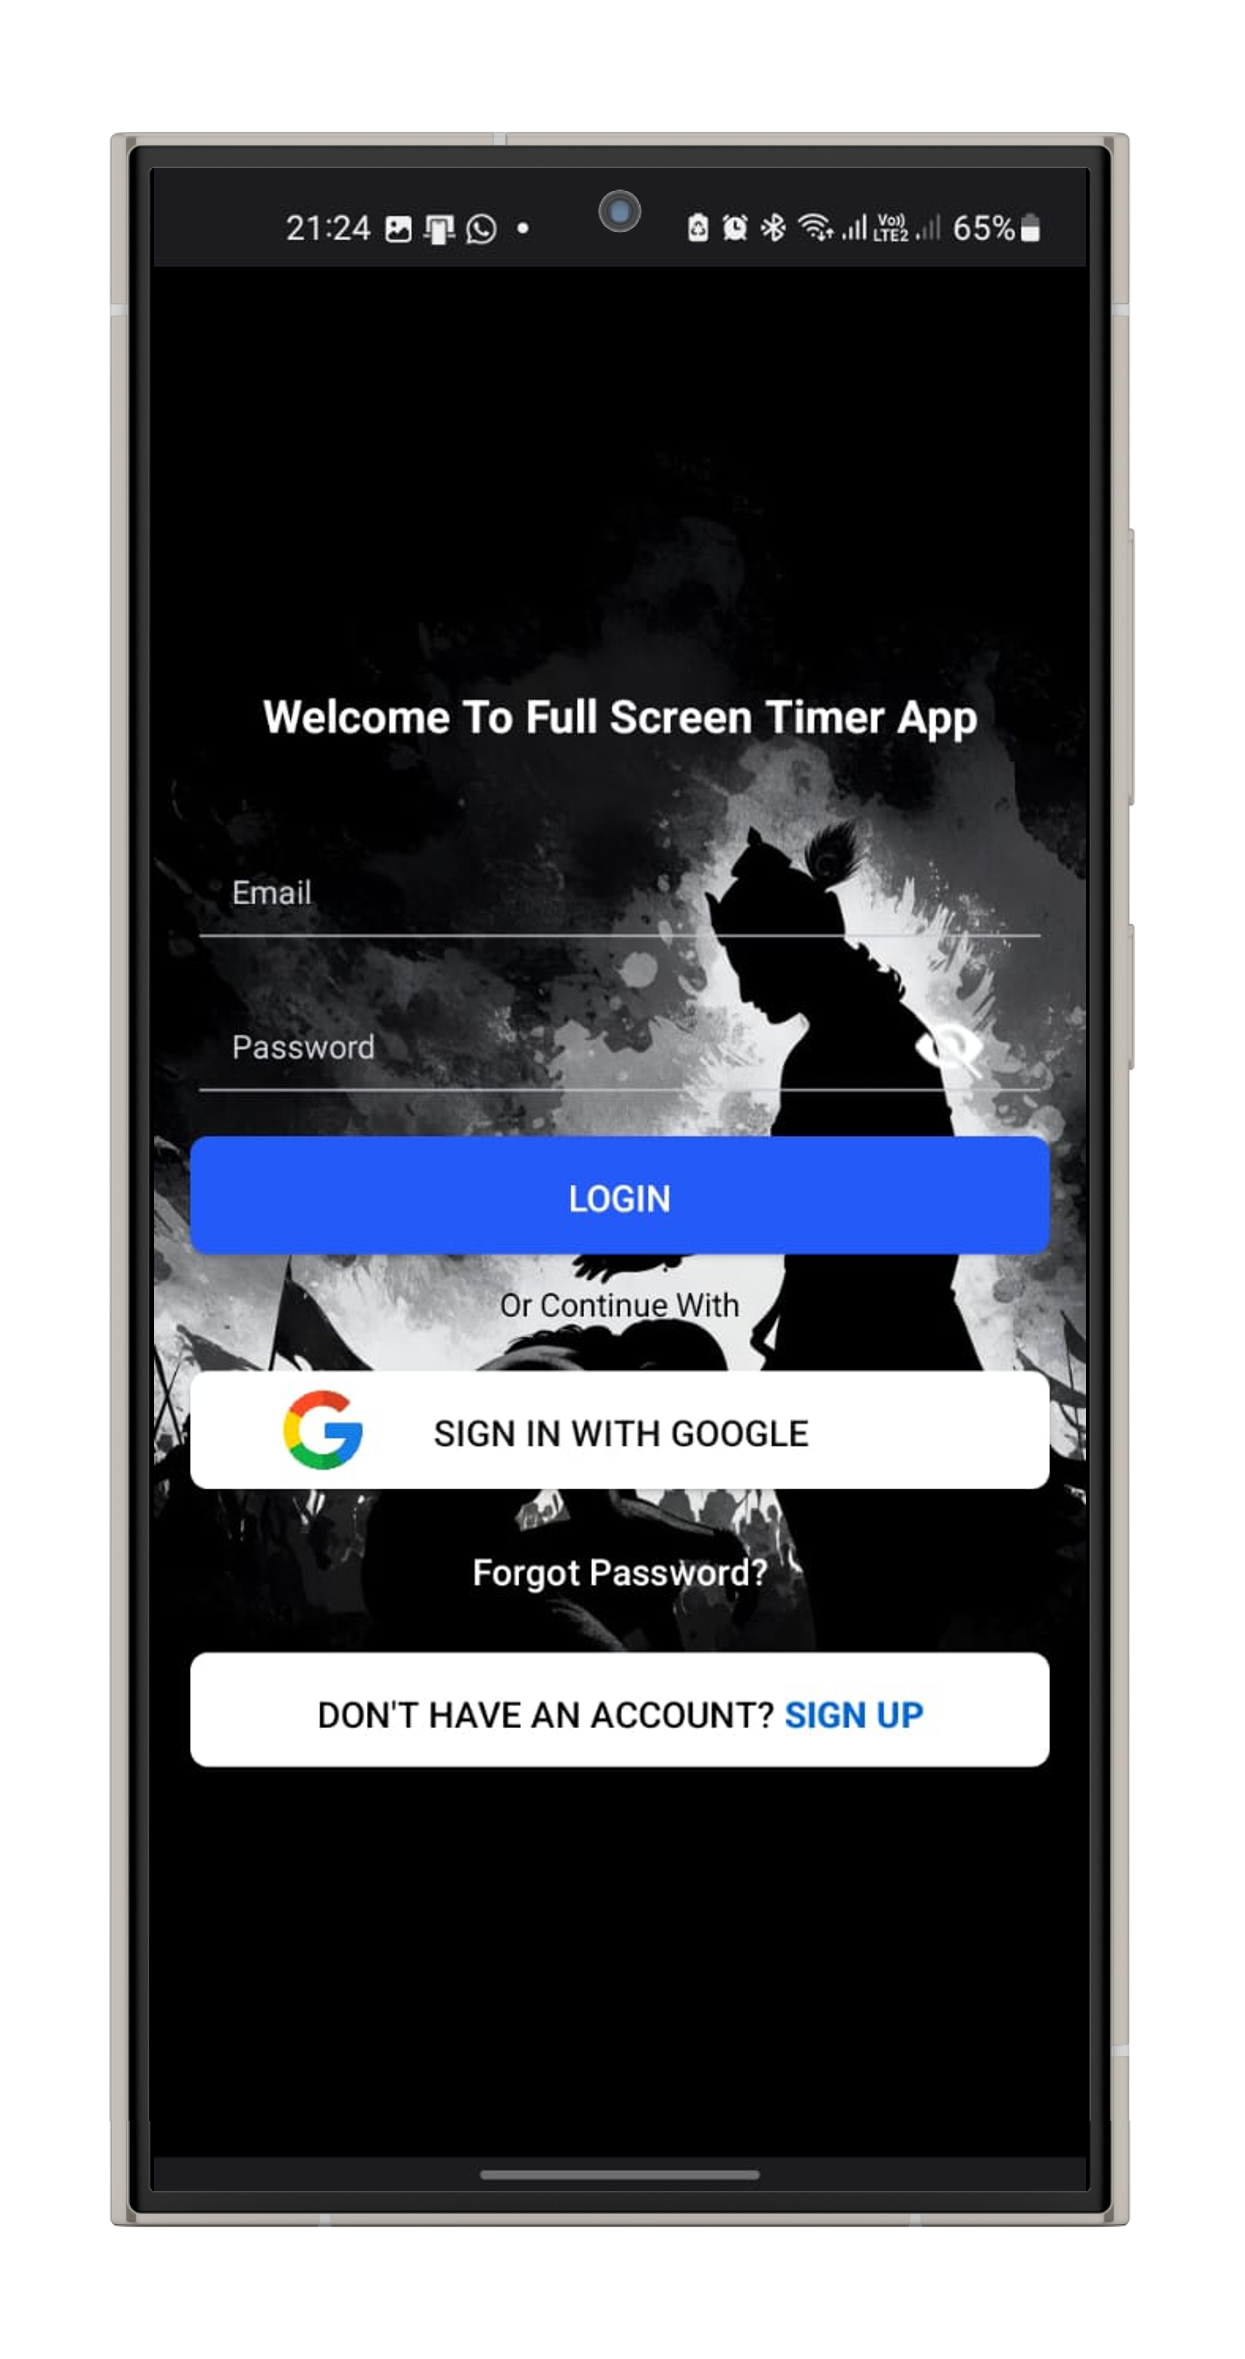 21:24 Vo)) LTE2 65%
Welcome To Full Screen Timer App
Email
Password
LOGIN
Or Continue With
SIGN IN WITH GOOGLE
Forgot Password?
DON'T HAVE AN ACCOUNT? SIGN UP